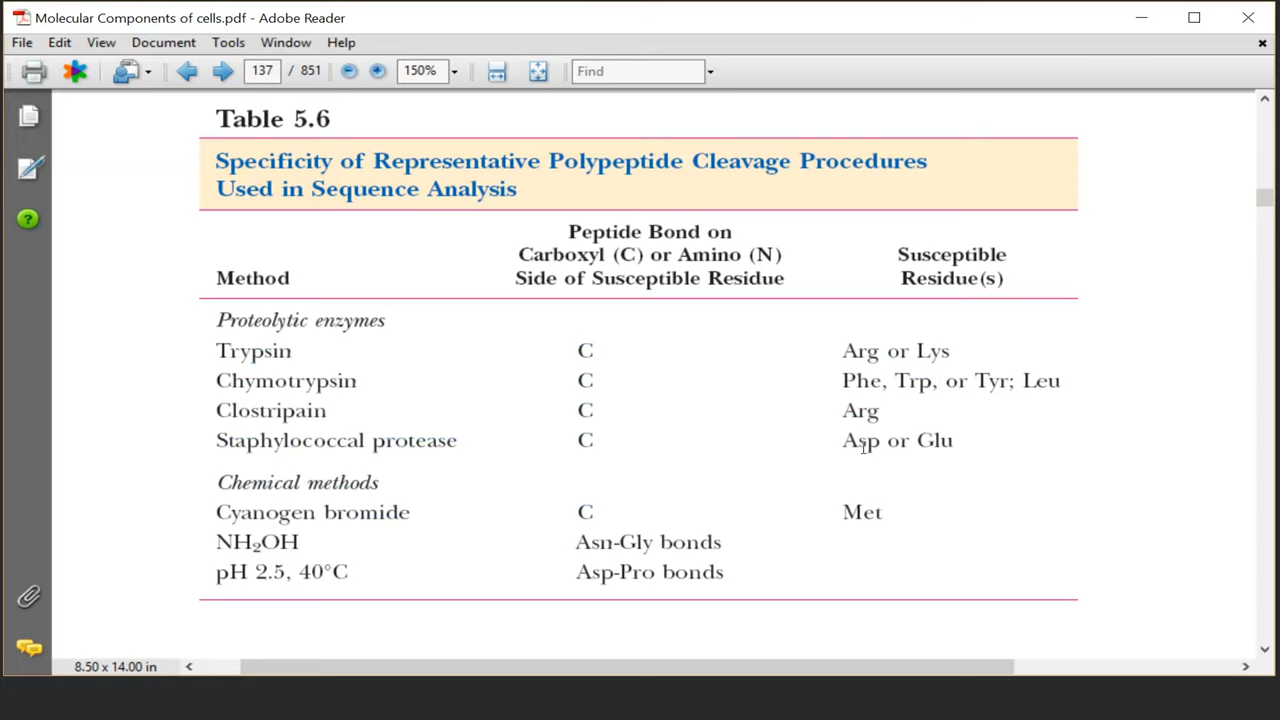 Molecular Components of cells.pdf - Adobe Reader
File Edit View Document Tools Window Help
137 / 851 150% Find
Table 5.6
Specificity of Representative Polypeptide Cleavage Procedures
Used in Sequence Analysis
Peptide Bond on
Carboxyl (C) or Amino (N) Susceptible
Method Side of Susceptible Residue Residue(s)
Proteolytic enzymes
Trypsin C Arg or Lys
Chymotrypsin C Phe, Trp, or Tyr; Leu
Clostripain C Arg
Staphylococcal protease C Asp or Glu
Chemical methods
Cyanogen bromide C Met
NH₂OH Asn-Gly bonds
pH 2.5, 40°C Asp-Pro bonds
8.50 x 14.00 in